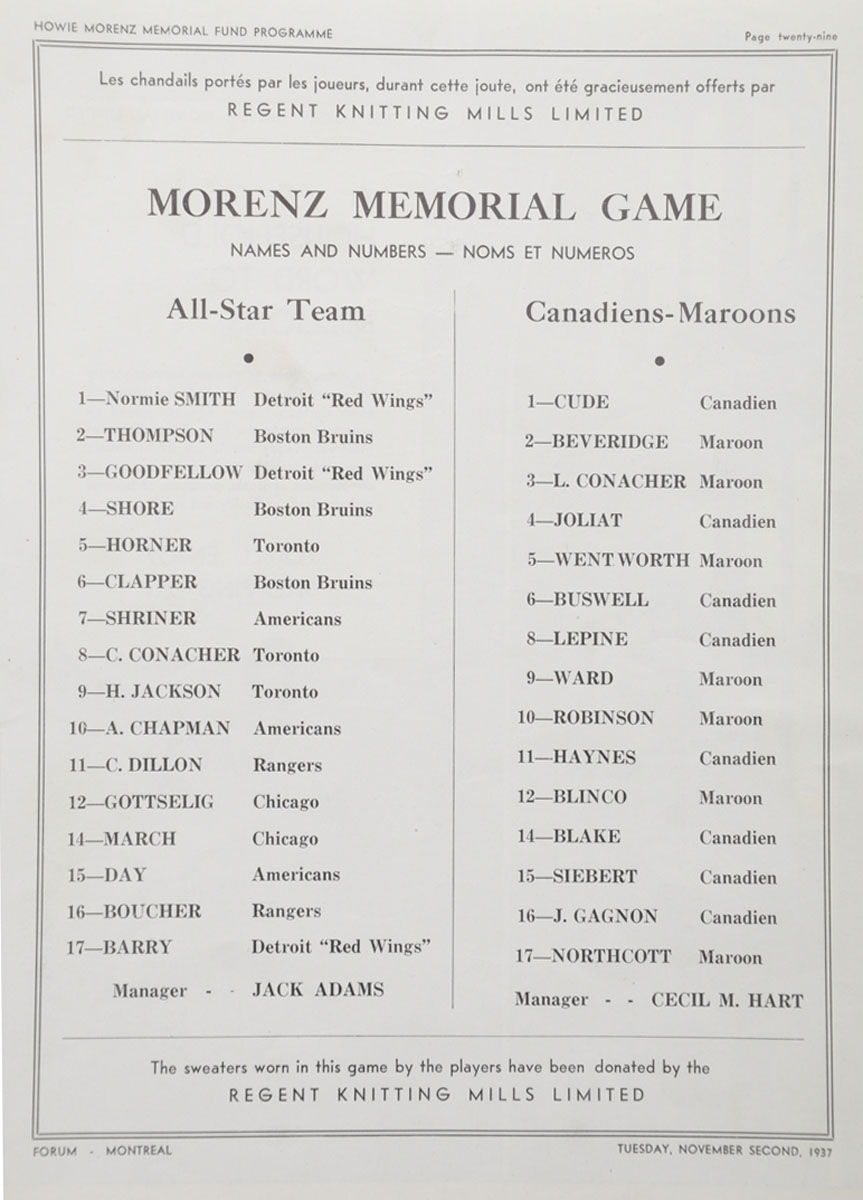 HOWIE MORENZ MEMORIAL FUND PROGRAMME
Page twenty-nine
Les chandails portés par les joueurs, durant cette joute, ont été gracieusement offerts par
REGENT KNITTING MILLS LIMITED
MORENZ MEMORIAL GAME
NAMES AND NUMBERS — NOMS ET NUMEROS
All-Star Team
1—Normie SMITH Detroit “Red Wings”
2—THOMPSON Boston Bruins
3—GOODFELLOW Detroit “Red Wings”
4—SHORE Boston Bruins
5—HORNER Toronto
6—CLAPPER Boston Bruins
7—SHRINER Americans
8—C. CONACHER Toronto
9—H. JACKSON Toronto
10—A. CHAPMAN Americans
11—C. DILLON Rangers
12—GOTTSELIG Chicago
14—MARCH Chicago
15—DAY Americans
16—BOUCHER Rangers
17—BARRY Detroit “Red Wings”
Manager - - JACK ADAMS
Canadiens-Maroons
1—CUDE Canadien
2—BEVERIDGE Maroon
3—L. CONACHER Maroon
4—JOLIAT Canadien
5—WENTWORTH Maroon
6—BUSWELL Canadien
8—LEPINE Canadien
9—WARD Maroon
10—ROBINSON Maroon
11—HAYNES Canadien
12—BLINCO Maroon
14—BLAKE Canadien
15—SIEBERT Canadien
16—J. GAGNON Canadien
17—NORTHCOTT Maroon
Manager - - CECIL M. HART
The sweaters worn in this game by the players have been donated by the
REGENT KNITTING MILLS LIMITED
FORUM - MONTREAL
TUESDAY, NOVEMBER SECOND, 1937